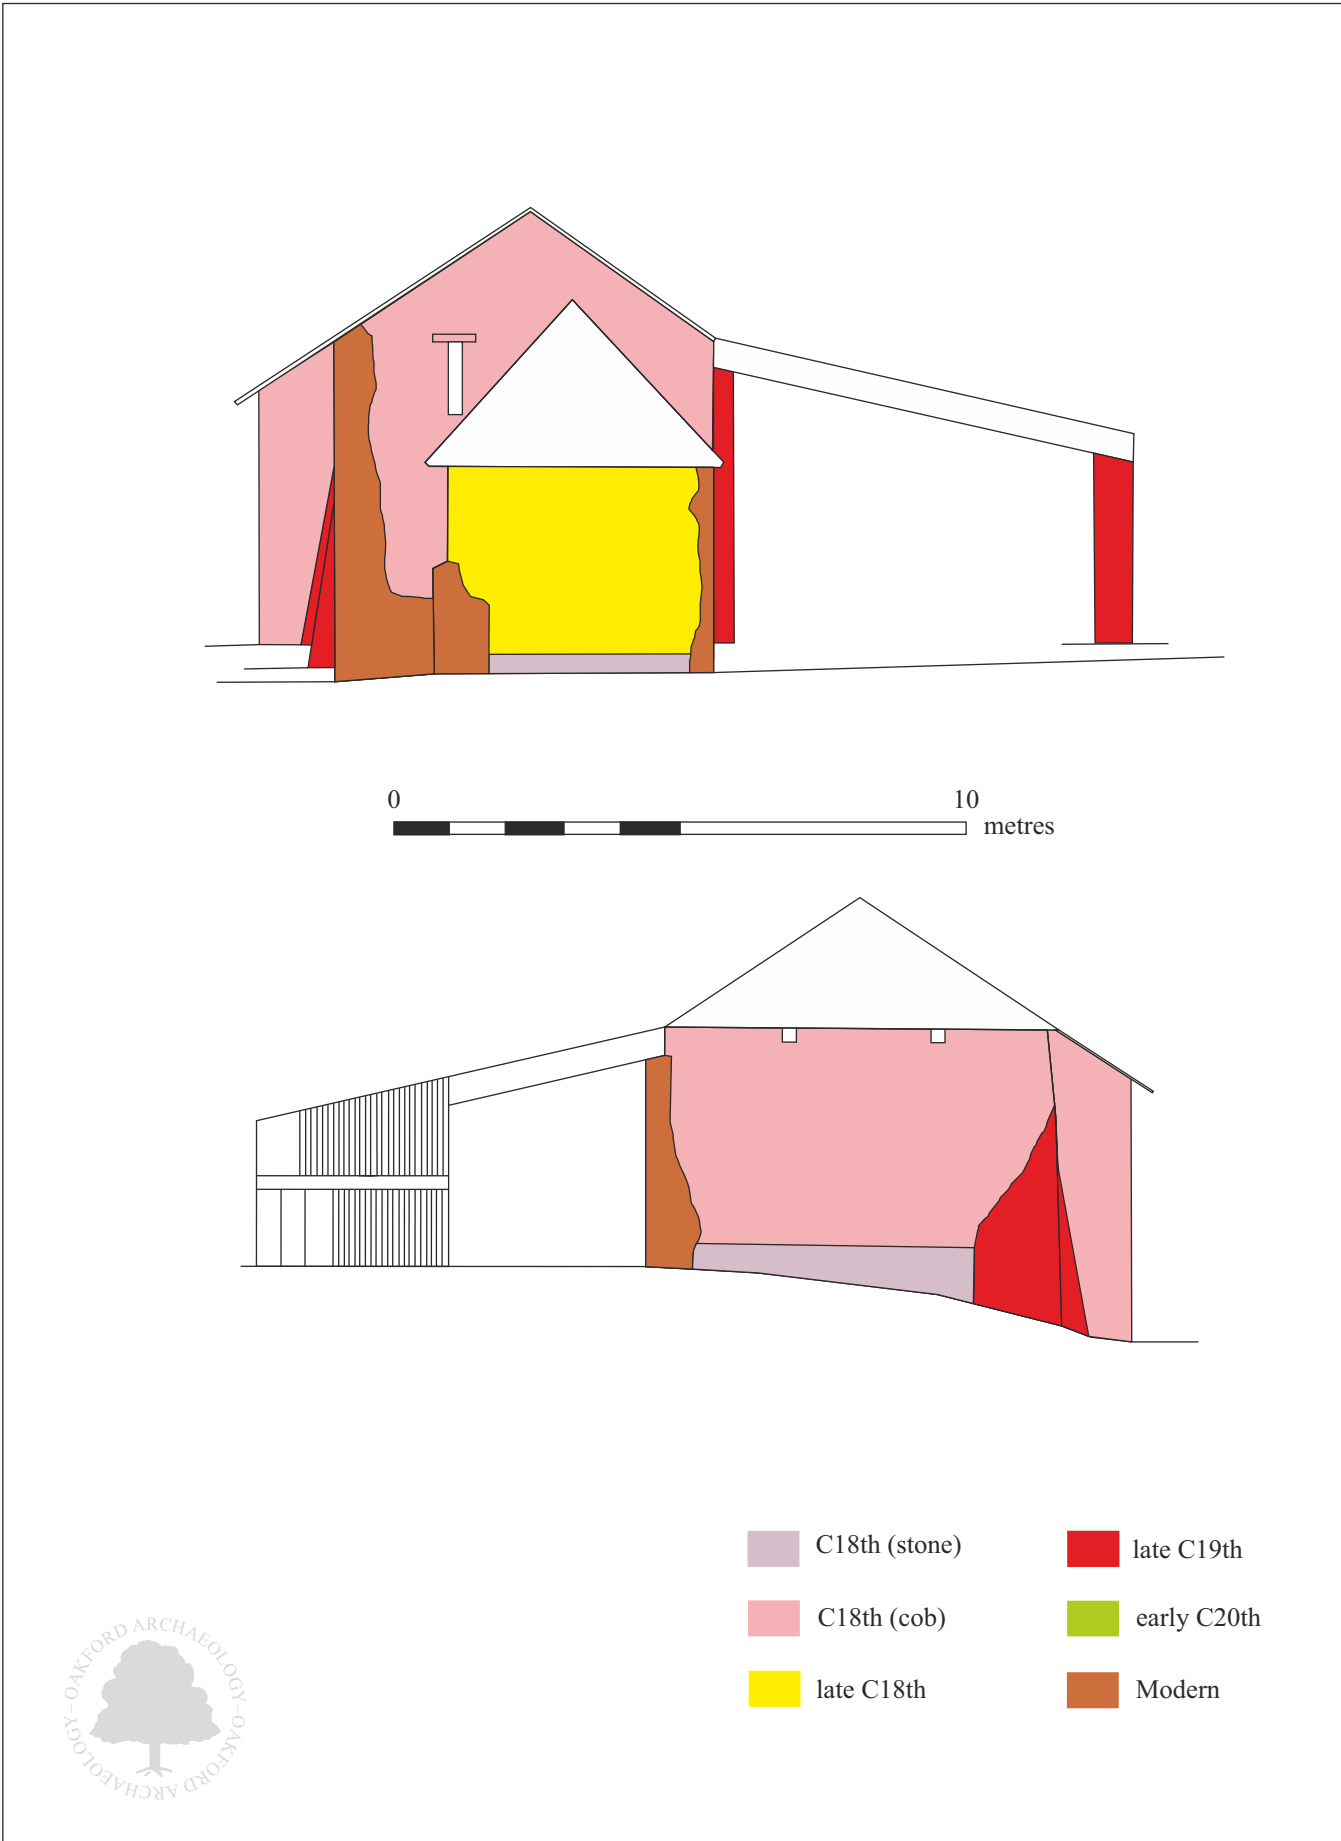 0 10
metres
C18th (stone)
late C19th
C18th (cob)
early C20th
late C18th
Modern
OAKFORD ARCHAEOLOGY – OAKFORD ARCHAEOLOGY –